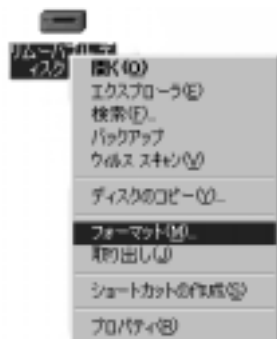 リムーバブル
ディスク
開く(O)
エクスプローラ(E)
検索(F)...
バックアップ
ウィルス スキャン(V)
ディスクのコピー(Y)...
フォーマット(M)...
取り出し(J)
ショートカットの作成(S)
プロパティ(R)